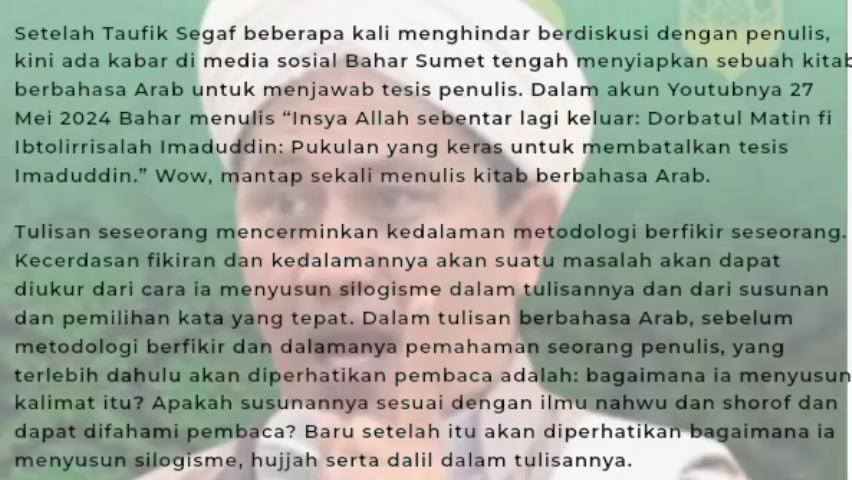 Setelah Taufik Segaf beberapa kali menghindar berdiskusi dengan penulis,
kini ada kabar di media sosial Bahar Sumet tengah menyiapkan sebuah kitab
berbahasa Arab untuk menjawab tesis penulis. Dalam akun Youtubnya 27
Mei 2024 Bahar menulis “Insya Allah sebentar lagi keluar: Dorbatul Matin fi
Ibtolirrisalah Imaduddin: Pukulan yang keras untuk membatalkan tesis
Imaduddin.” Wow, mantap sekali menulis kitab berbahasa Arab.
Tulisan seseorang mencerminkan kedalaman metodologi berfikir seseorang.
Kecerdasan fikiran dan kedalamannya akan suatu masalah akan dapat
diukur dari cara ia menyusun silogisme dalam tulisannya dan dari susunan
dan pemilihan kata yang tepat. Dalam tulisan berbahasa Arab, sebelum
metodologi berfikir dan dalamanya pemahaman seorang penulis, yang
terlebih dahulu akan diperhatikan pembaca adalah: bagaimana ia menyusun
kalimat itu? Apakah susunannya sesuai dengan ilmu nahwu dan shorof dan
dapat difahami pembaca? Baru setelah itu akan diperhatikan bagaimana ia
menyusun silogisme, hujjah serta dalil dalam tulisannya.